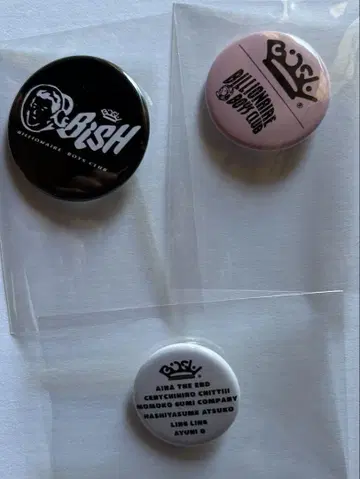 BiSH
BILLIONAIRE BOYS CLUB
BiSH
BILLIONAIRE
BOYS CLUB
BiSH
AINA THE END
CENTCHIHIRO CHITTIII
MOMOKO GUMI COMPANY
HASHIYASUME ATSUKO
LING LING
AYUNI D